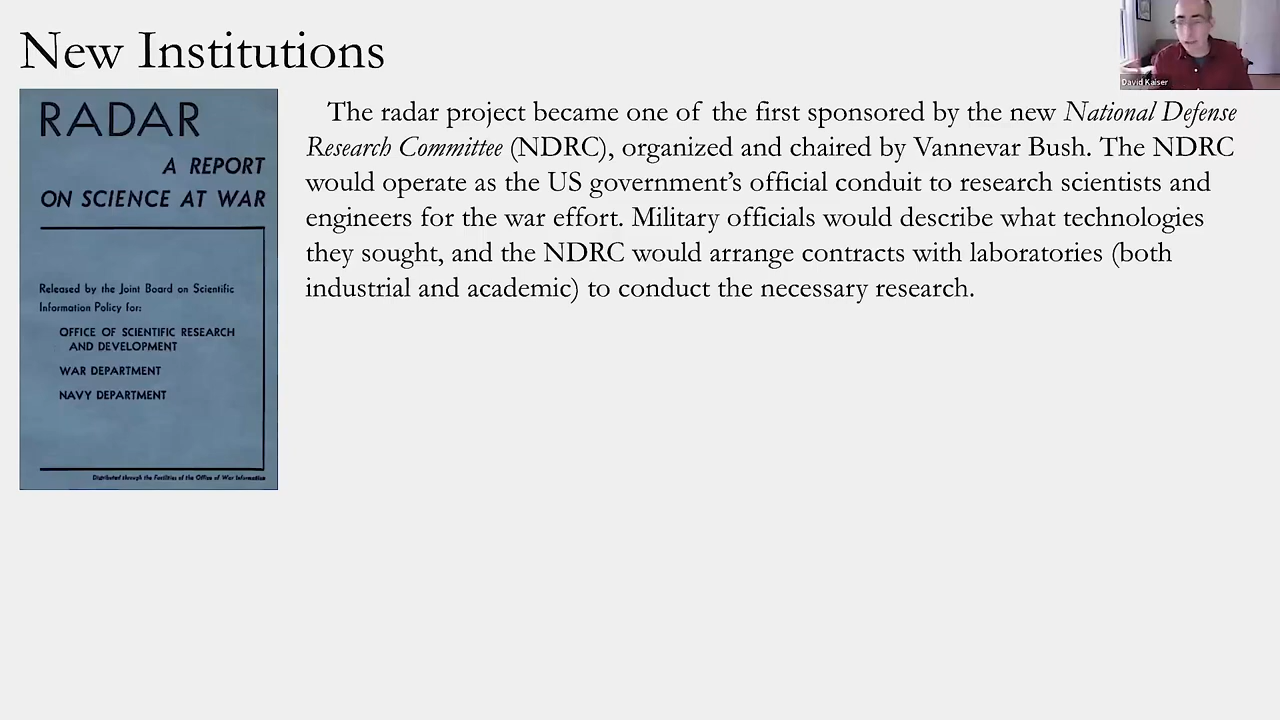 New Institutions
David Kaiser
RADAR
A REPORT
ON SCIENCE AT WAR
Released by the Joint Board on Scientific
Information Policy for:
OFFICE OF SCIENTIFIC RESEARCH
AND DEVELOPMENT
WAR DEPARTMENT
NAVY DEPARTMENT
Distributed through the Facilities of the Office of War Information
The radar project became one of the first sponsored by the new National Defense
Research Committee (NDRC), organized and chaired by Vannevar Bush. The NDRC
would operate as the US government's official conduit to research scientists and
engineers for the war effort. Military officials would describe what technologies
they sought, and the NDRC would arrange contracts with laboratories (both
industrial and academic) to conduct the necessary research.